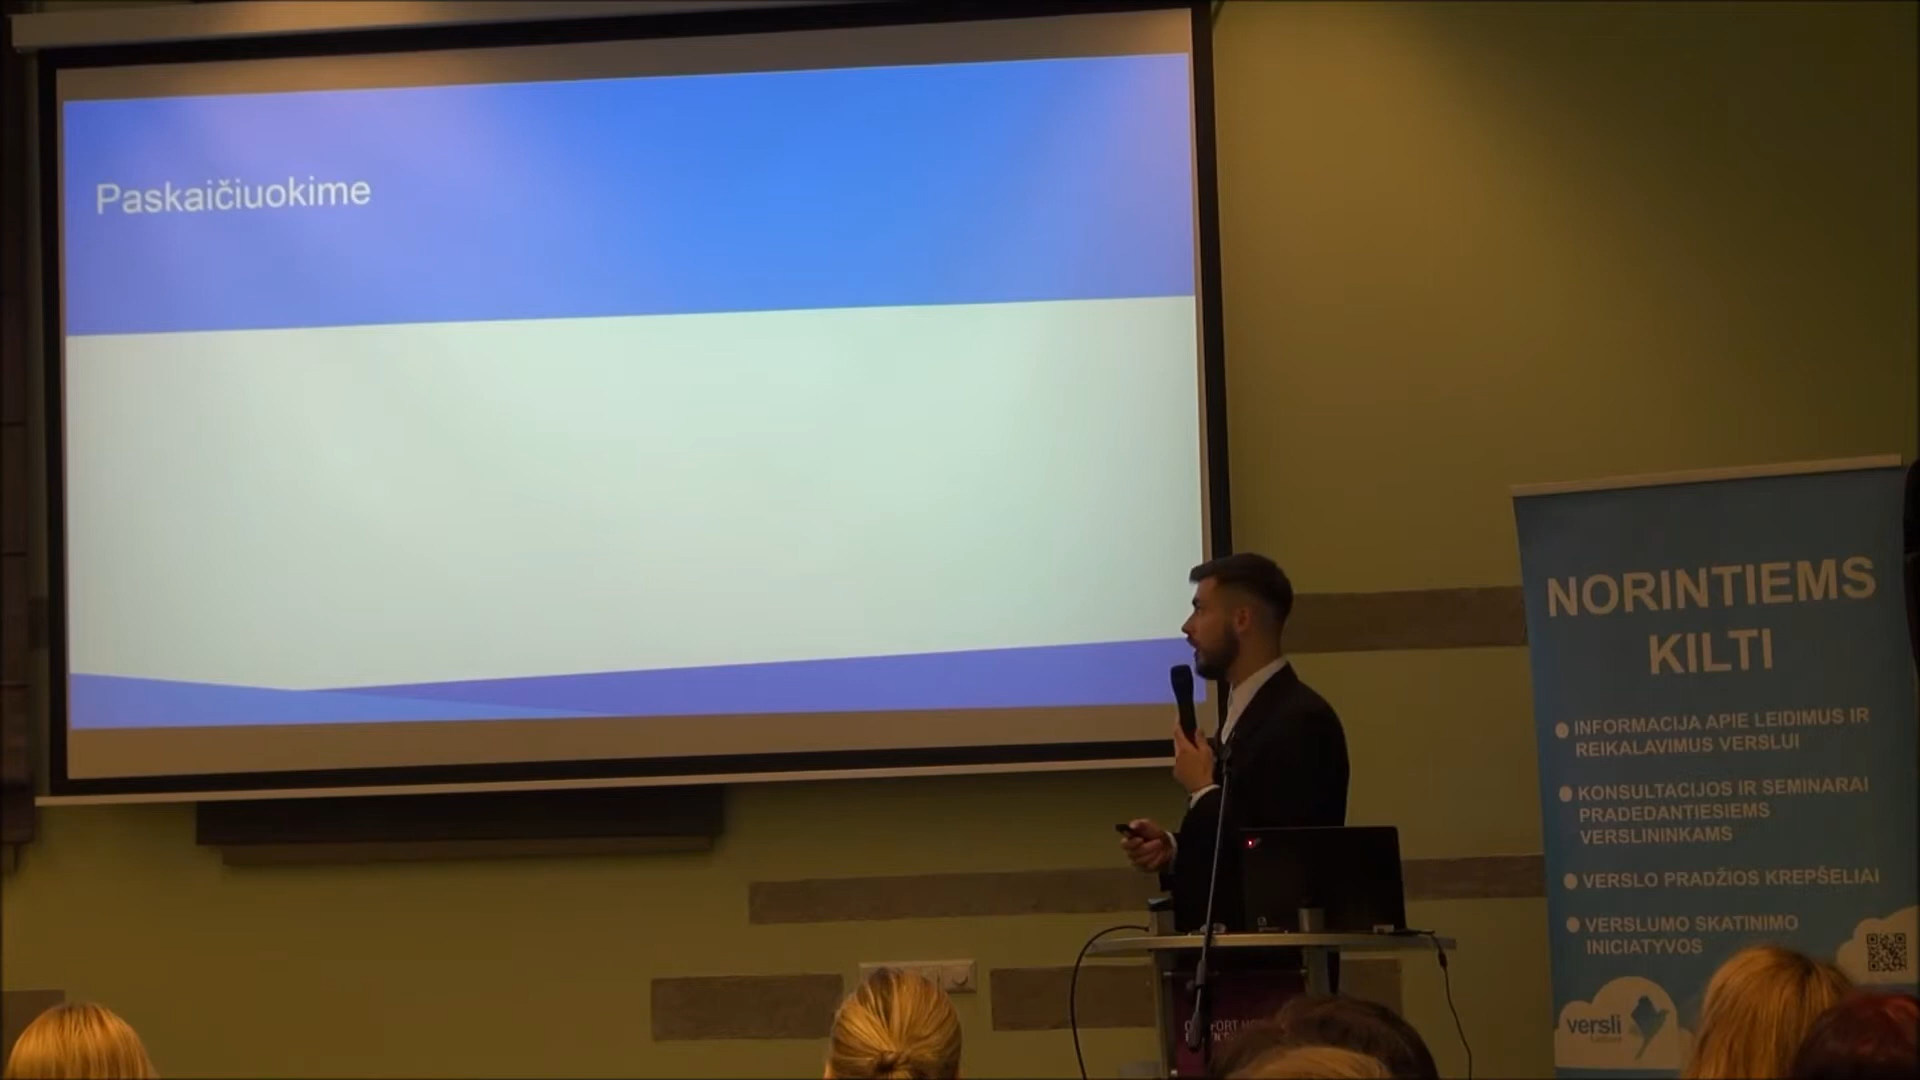 Paskaičiuokime
NORINTIEMS
KILTI
INFORMACIJA APIE LEIDIMUS IR
REIKALAVIMUS VERSLUI
KONSULTACIJOS IR SEMINARAI
PRADEDANTIESIEMS
VERSLININKAMS
VERSLO PRADŽIOS KREPŠELIAI
VERSLUMO SKATINIMO
INICIATYVOS
versli